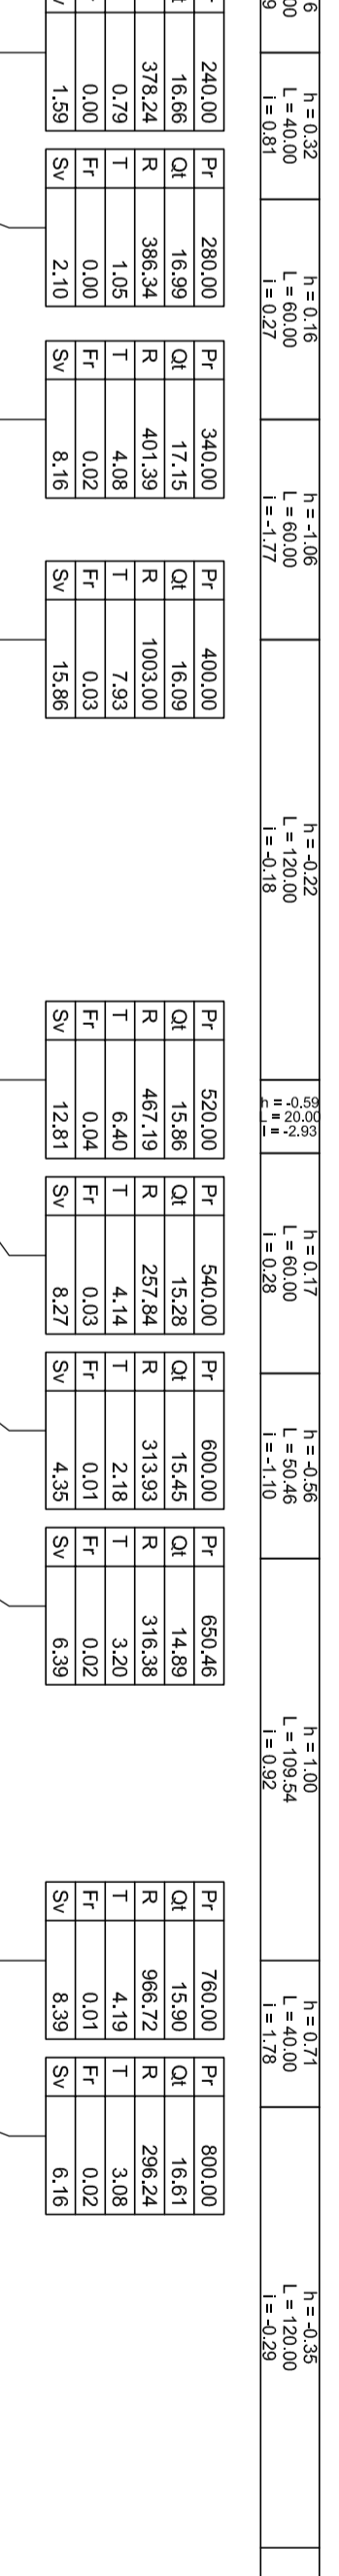 6
00
9
h = 0.32
L = 40.00
i = 0.81
h = 0.16
L = 60.00
i = 0.27
h = -1.06
L = 60.00
i = -1.77
h = -0.22
L = 120.00
i = -0.18
h = -0.59
L = 20.00
i = -2.93
h = 0.17
L = 60.00
i = 0.28
h = -0.56
L = 50.46
i = -1.10
h = 1.00
L = 109.54
i = 0.92
h = 0.71
L = 40.00
i = 1.78
h = -0.35
L = 120.00
i = -0.29
240.00
16.66
378.24
0.79
0.00
1.59
Pr 280.00
Qt 16.99
R 386.34
T 1.05
Fr 0.00
Sv 2.10
Pr 340.00
Qt 17.15
R 401.39
T 4.08
Fr 0.02
Sv 8.16
Pr 400.00
Qt 16.09
R 1003.00
T 7.93
Fr 0.03
Sv 15.86
Pr 520.00
Qt 15.86
R 467.19
T 6.40
Fr 0.04
Sv 12.81
Pr 540.00
Qt 15.28
R 257.84
T 4.14
Fr 0.03
Sv 8.27
Pr 600.00
Qt 15.45
R 313.93
T 2.18
Fr 0.01
Sv 4.35
Pr 650.46
Qt 14.89
R 316.38
T 3.20
Fr 0.02
Sv 6.39
Pr 760.00
Qt 15.90
R 966.72
T 4.19
Fr 0.01
Sv 8.39
Pr 800.00
Qt 16.61
R 296.24
T 3.08
Fr 0.02
Sv 6.16